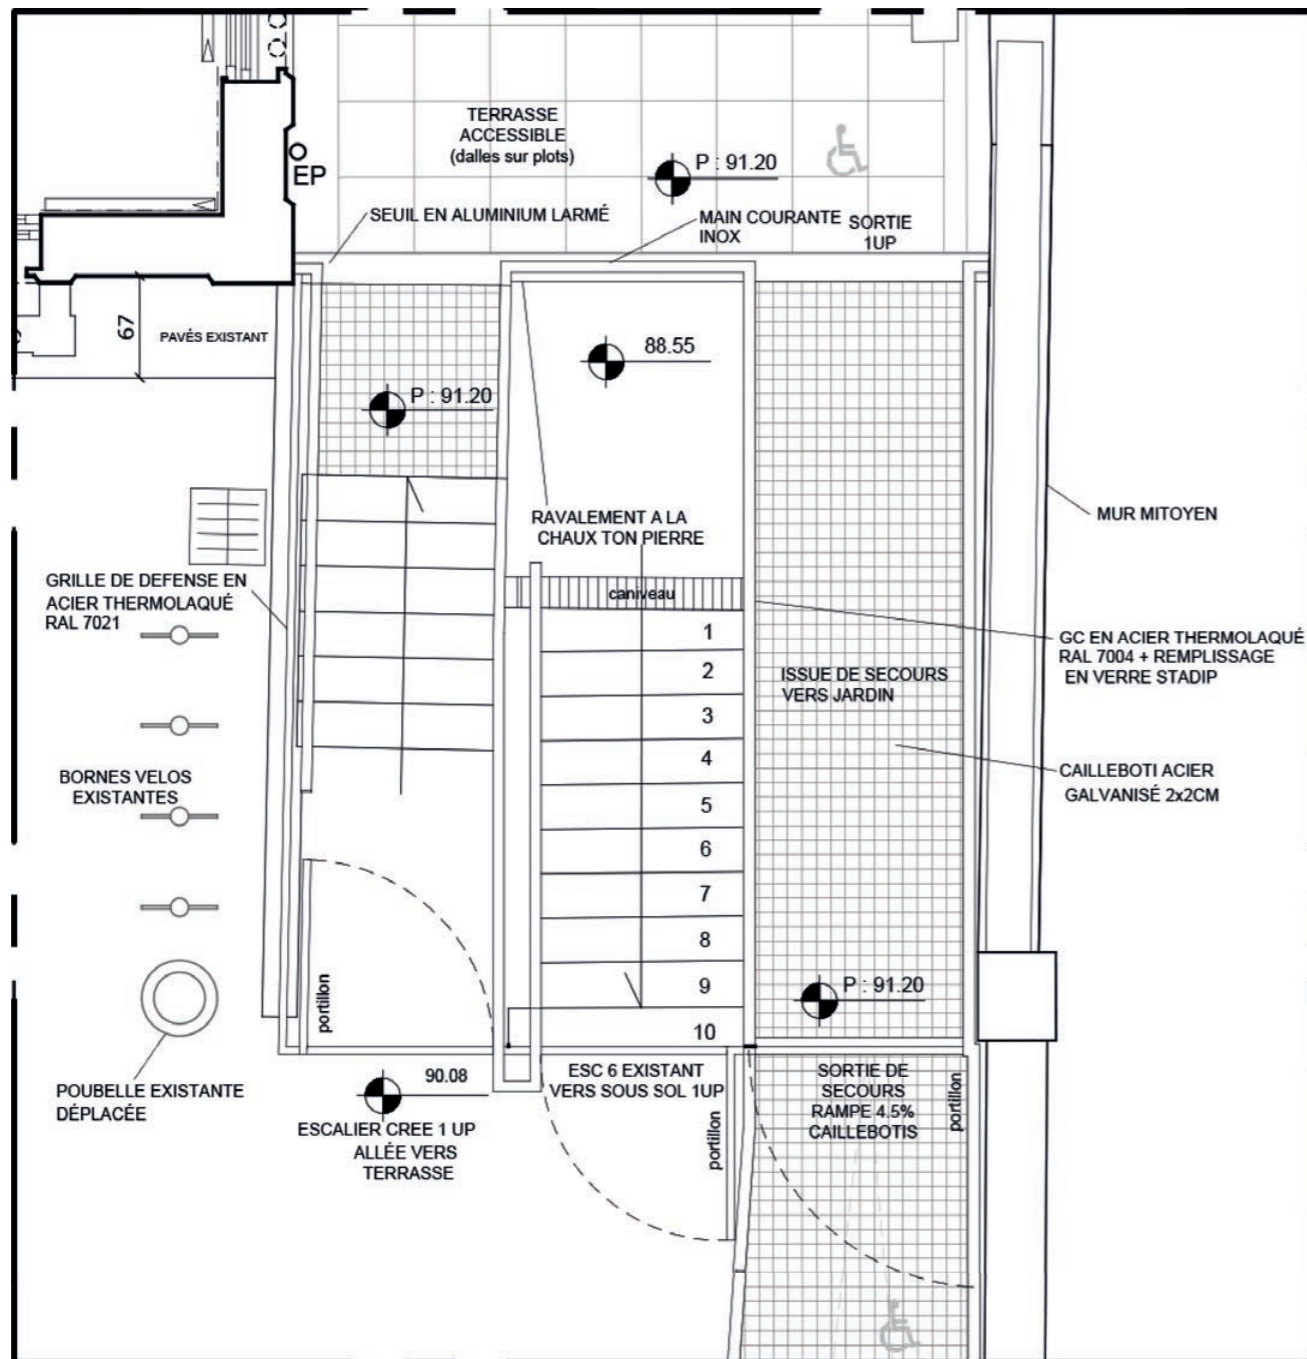 TERRASSE
ACCESSIBLE
(dalles sur plots)
EP
P : 91.20
SEUIL EN ALUMINIUM LARMÉ
MAIN COURANTE
INOX
SORTIE
1UP
67
PAVÉS EXISTANT
88.55
P : 91.20
RAVALEMENT A LA
CHAUX TON PIERRE
MUR MITOYEN
GRILLE DE DEFENSE EN
ACIER THERMOLAQUÉ
RAL 7021
caniveau
1
2
3
4
5
6
7
8
9
10
GC EN ACIER THERMOLAQUÉ
RAL 7004 + REMPLISSAGE
EN VERRE STADIP
ISSUE DE SECOURS
VERS JARDIN
BORNES VELOS
EXISTANTES
CAILLEBOTI ACIER
GALVANISÉ 2x2CM
portillon
P : 91.20
POUBELLE EXISTANTE
DÉPLACÉE
90.08
ESCALIER CREE 1 UP
ALLÉE VERS
TERRASSE
ESC 6 EXISTANT
VERS SOUS SOL 1UP
portillon
SORTIE DE
SECOURS
RAMPE 4.5%
CAILLEBOTIS
portillon